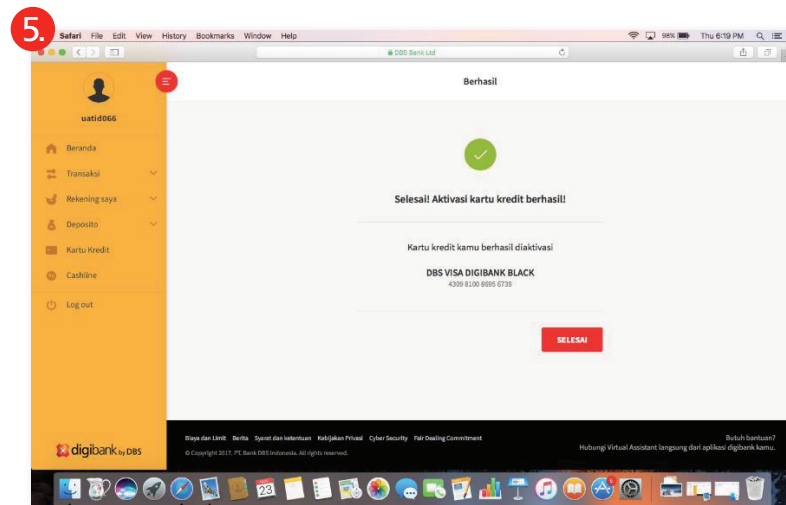 5.
Safari File Edit View History Bookmarks Window Help
98% Thu 6:19 PM
DBS Bank Ltd
Berhasil
uatid066
Beranda
Transaksi
Rekening saya
Deposito
Kartu Kredit
Cashline
Log out
Selesai! Aktivasi kartu kredit berhasil!
Kartu kredit kamu berhasil diaktivasi
DBS VISA DIGIBANK BLACK
4309 8100 8695 6739
SELESAI
digibank by DBS
Biaya dan Limit Berita Syarat dan ketentuan Kebijakan Privasi Cyber Security Fair Dealing Commitment
© Copyright 2017, PT. Bank DBS Indonesia. All rights reserved.
Butuh bantuan?
Hubungi Virtual Assistant langsung dari aplikasi digibank kamu.
23